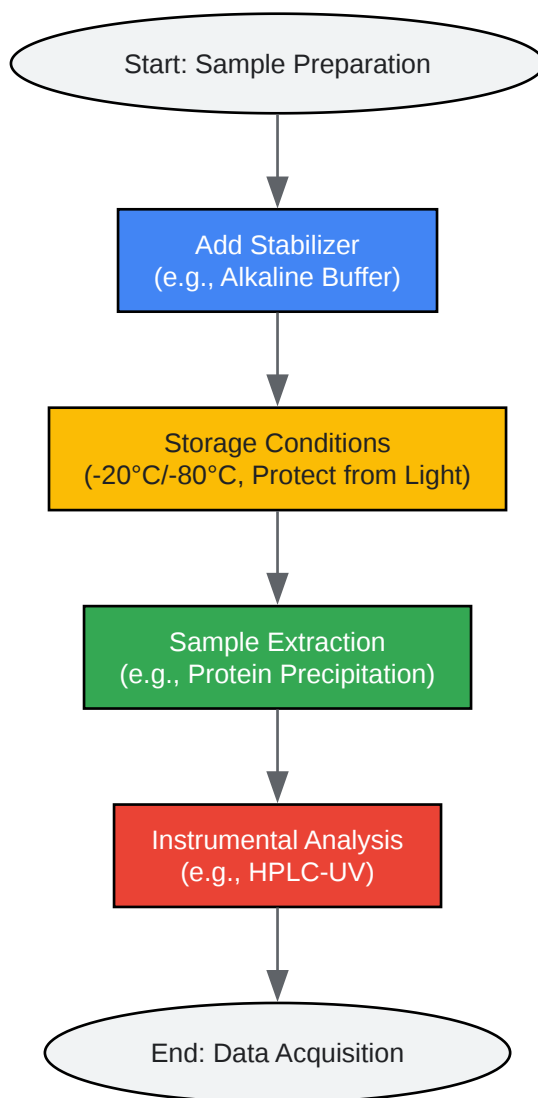 Start: Sample Preparation
Add Stabilizer
(e.g., Alkaline Buffer)
Storage Conditions
(-20°C/-80°C, Protect from Light)
Sample Extraction
(e.g., Protein Precipitation)
Instrumental Analysis
(e.g., HPLC-UV)
End: Data Acquisition